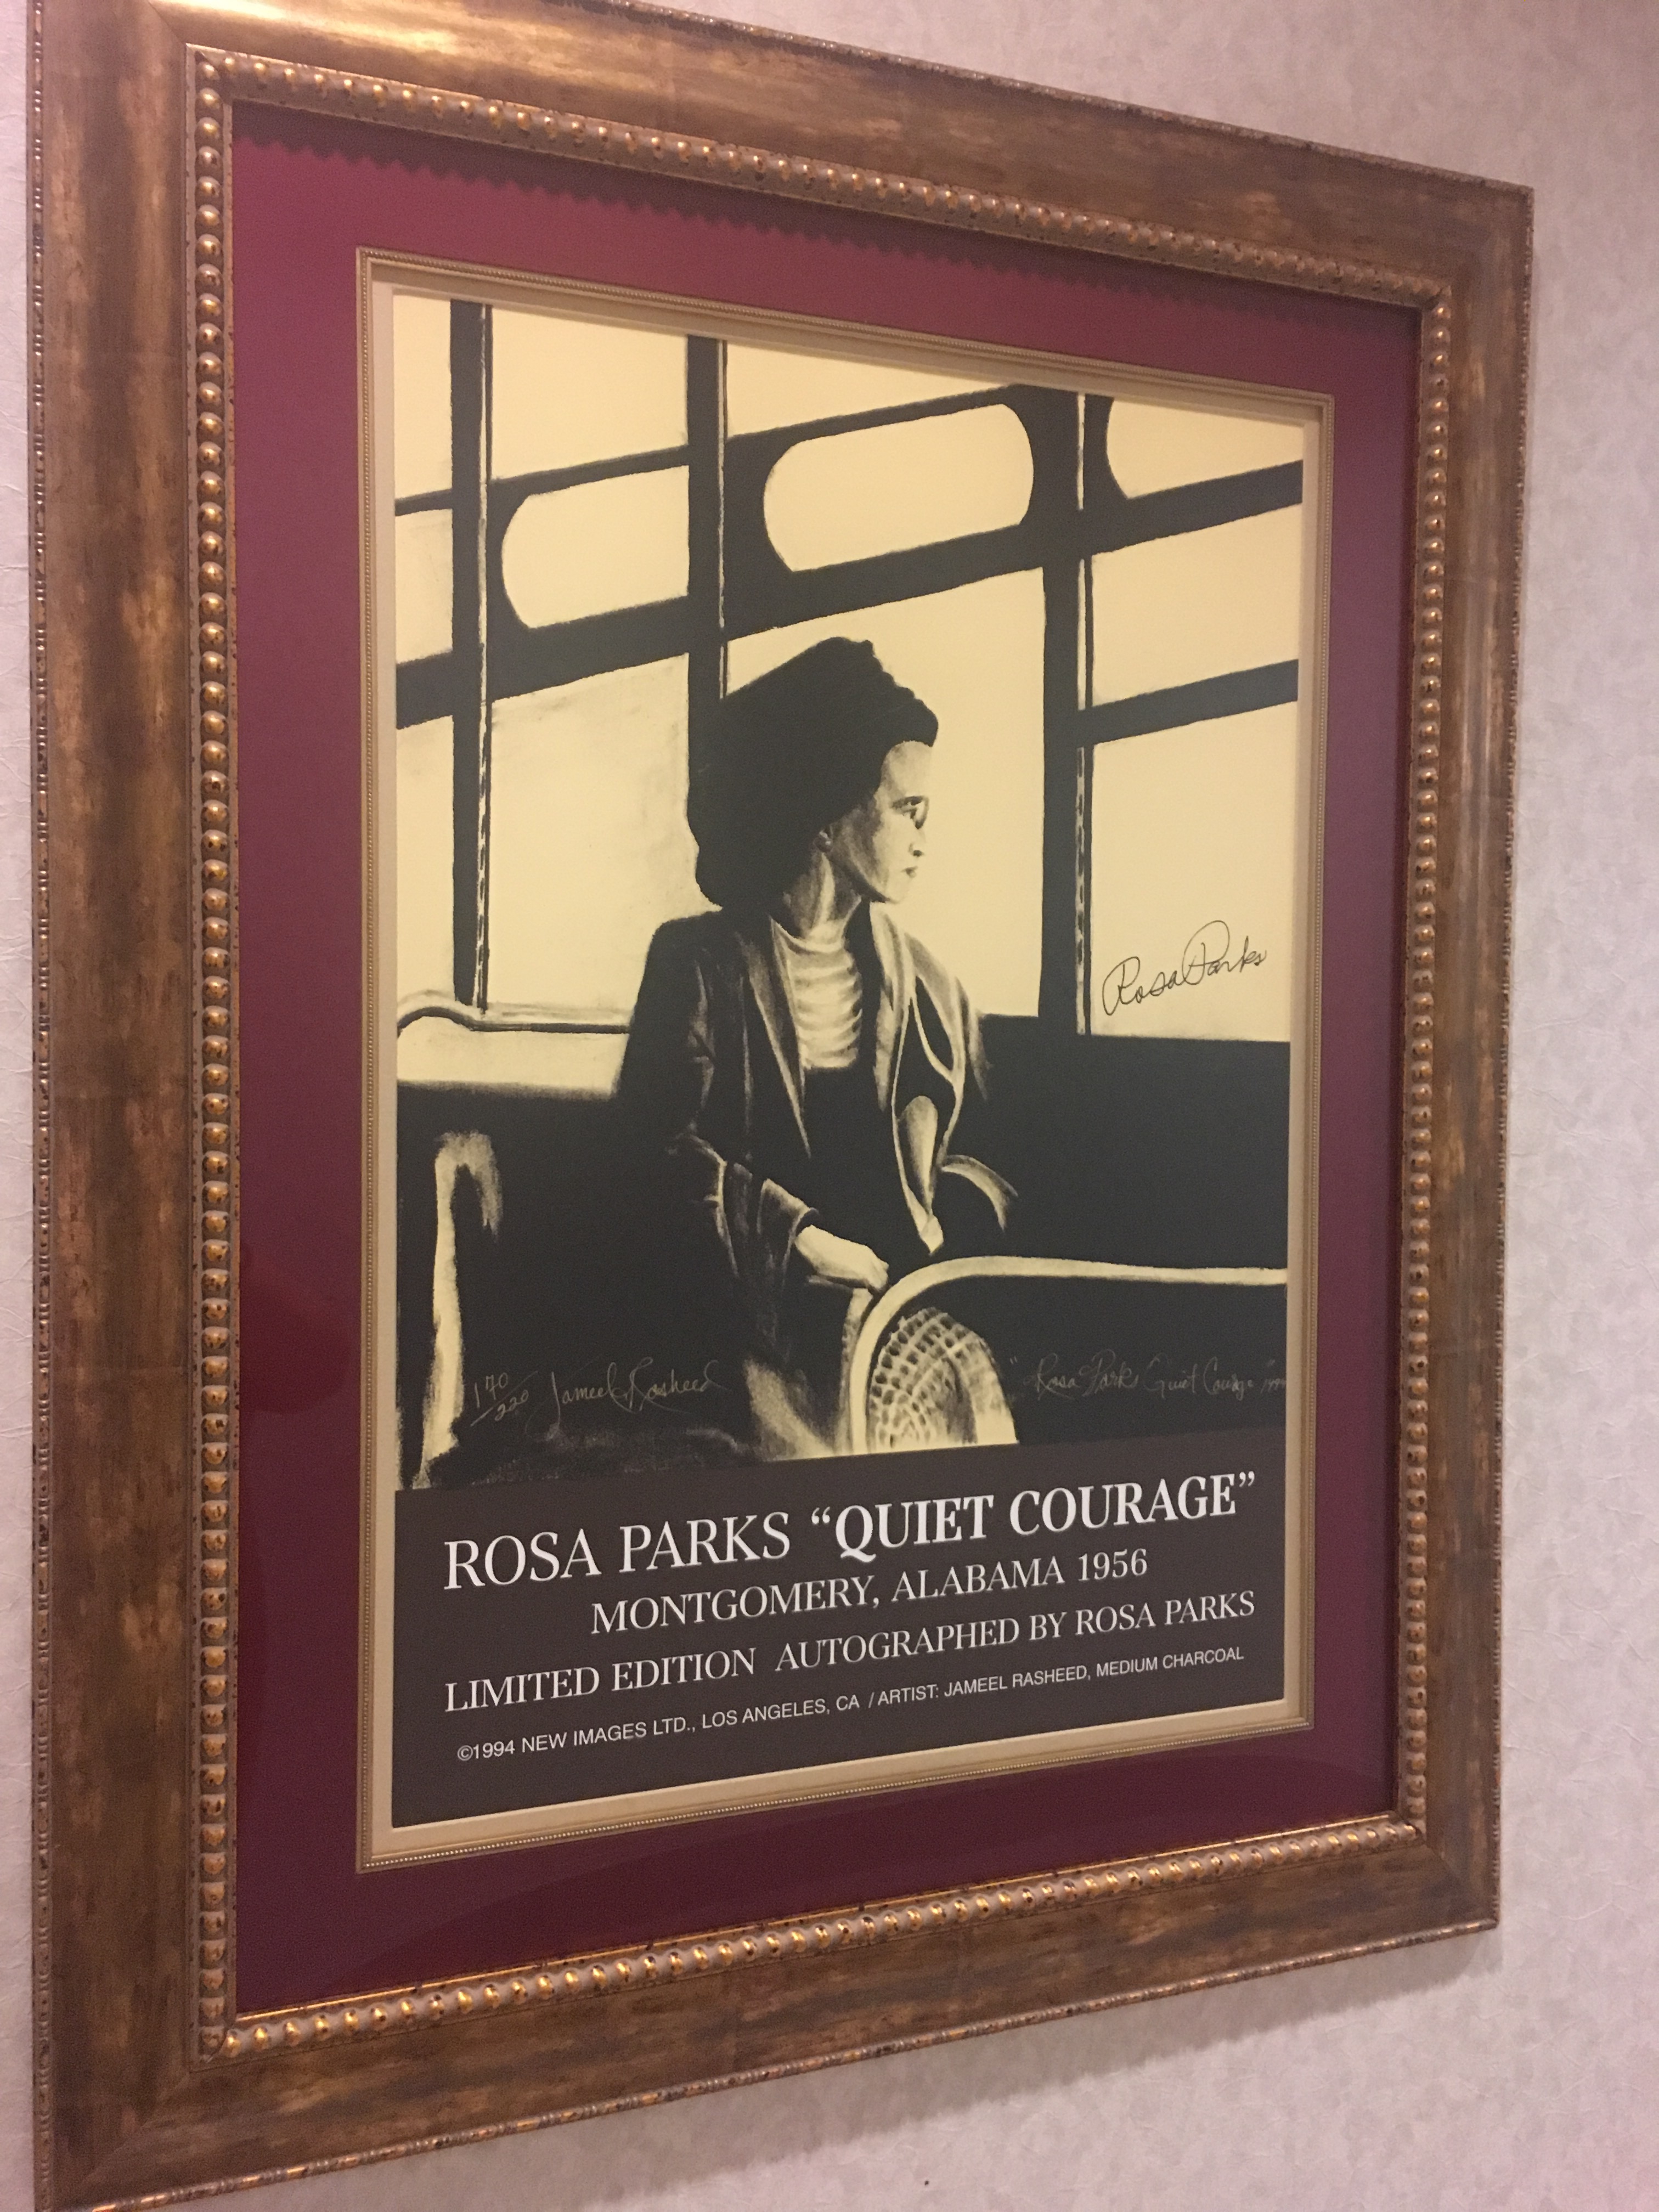 Rosa Parks
170/220 Jameel Rasheed
"Rosa Parks Quiet Courage" 1994
ROSA PARKS “QUIET COURAGE”
MONTGOMERY, ALABAMA 1956
LIMITED EDITION AUTOGRAPHED BY ROSA PARKS
©1994 NEW IMAGES LTD., LOS ANGELES, CA / ARTIST: JAMEEL RASHEED, MEDIUM CHARCOAL